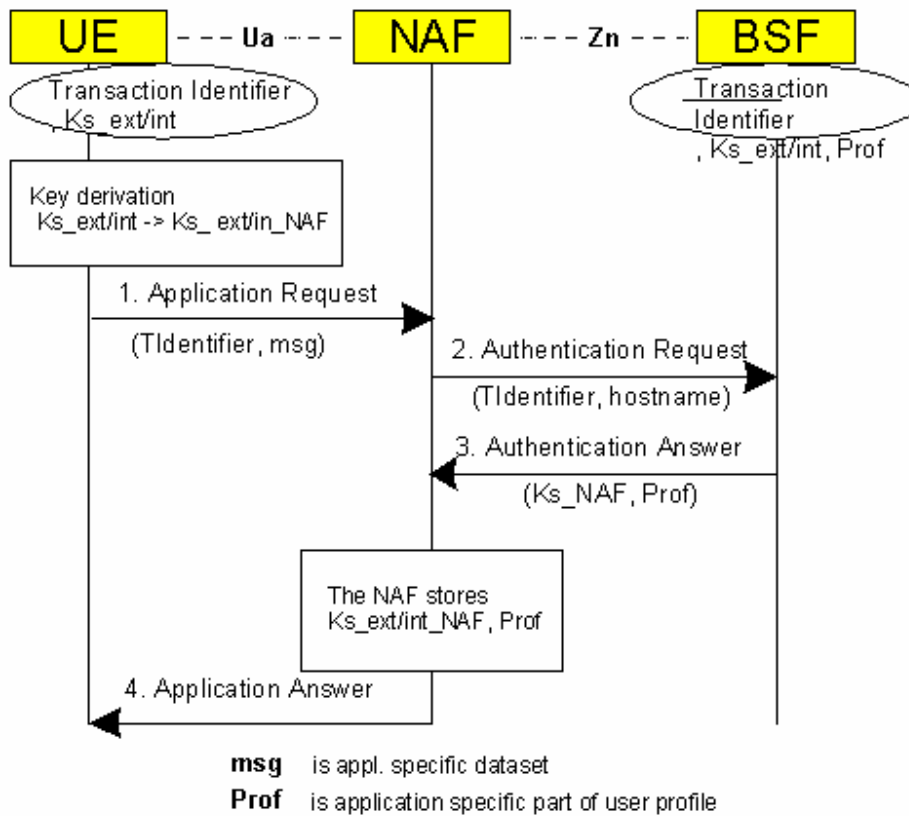 UE
Ua
NAF
Zn
BSF
Transaction Identifier
, Ks_ext/int
Transaction
Identifier
, Ks_ext/int, Prof
Key derivation
Ks_ext/int -> Ks_ ext/in_NAF
1. Application Request
(TIdentifier, msg)
2. Authentication Request
(TIdentifier, hostname)
3. Authentication Answer
(Ks_NAF, Prof)
The NAF stores
Ks_ext/int_NAF, Prof
4. Application Answer
msg is appl. specific dataset
Prof is application specific part of user profile